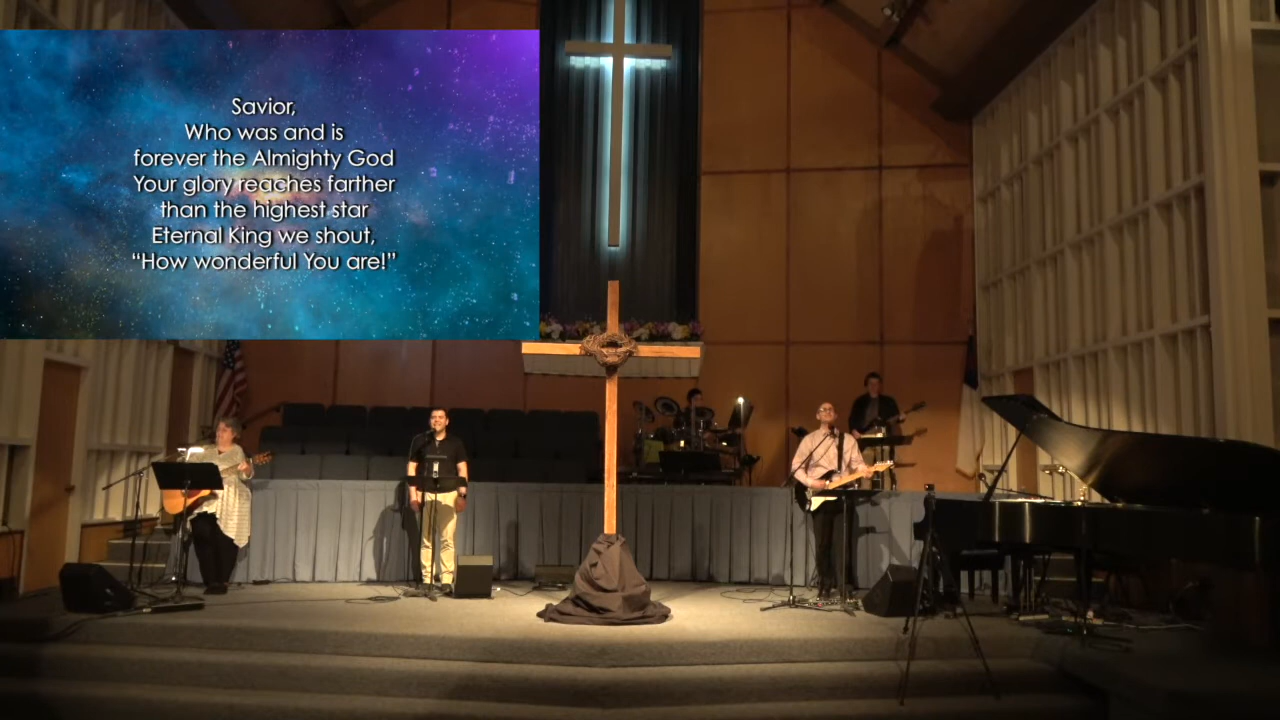 Savior,
Who was and is
forever the Almighty God
Your glory reaches farther
than the highest star
Eternal King we shout,
“How wonderful You are!”